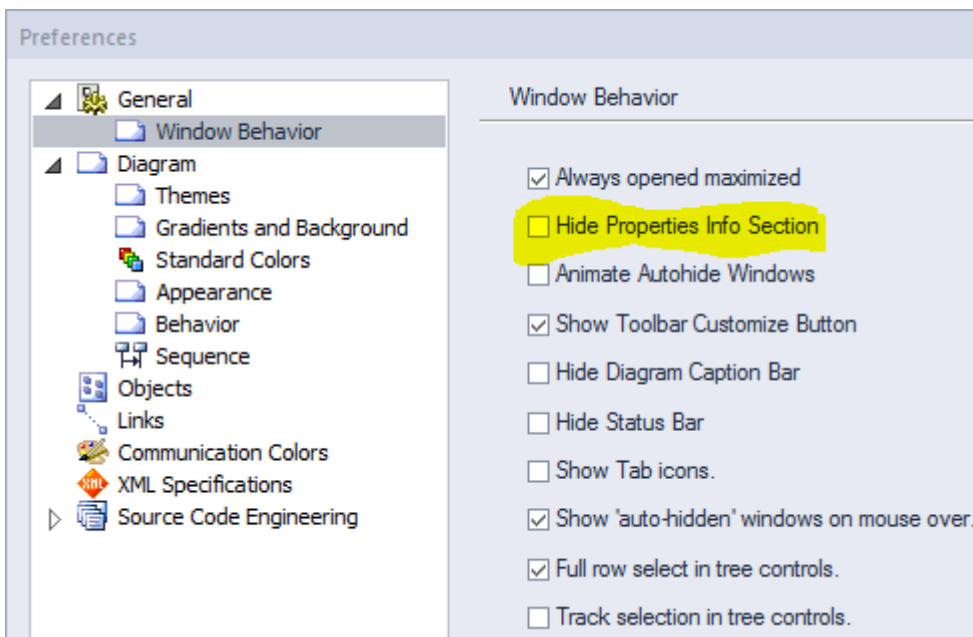 Preferences
General
Window Behavior
Diagram
Themes
Gradients and Background
Standard Colors
Appearance
Behavior
Sequence
Objects
Links
Communication Colors
XML Specifications
Source Code Engineering
Window Behavior
Always opened maximized
Hide Properties Info Section
Animate Autohide Windows
Show Toolbar Customize Button
Hide Diagram Caption Bar
Hide Status Bar
Show Tab icons.
Show 'auto-hidden' windows on mouse over.
Full row select in tree controls.
Track selection in tree controls.